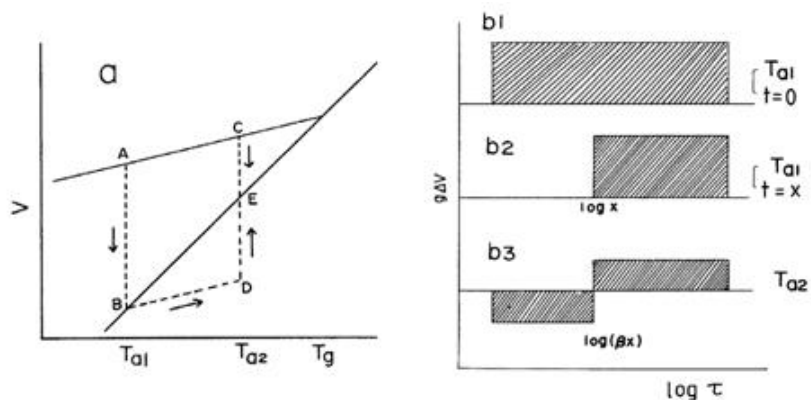 a
V
A
C
E
B
D
Ta1
Ta2
Tg
gΔV
b1
Ta1
t=0
b2
Ta1
t=x
log x
b3
Ta2
log(βx)
log τ